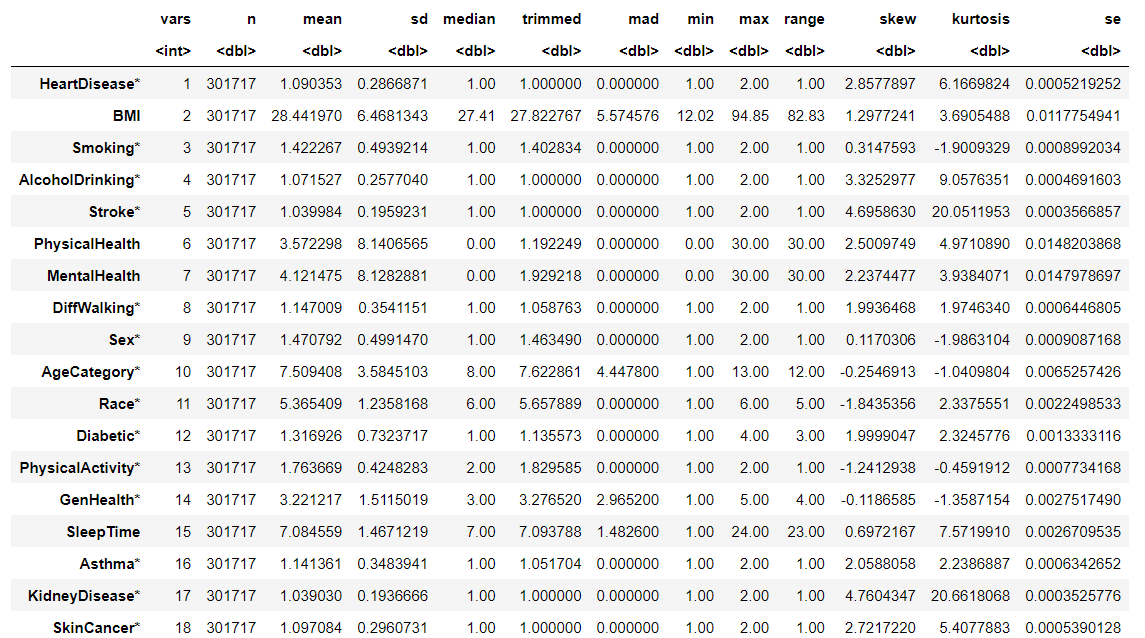 vars n mean sd median trimmed mad min max range skew kurtosis se
<int> <dbl> <dbl> <dbl> <dbl> <dbl> <dbl> <dbl> <dbl> <dbl> <dbl> <dbl> <dbl>
HeartDisease* 1 301717 1.090353 0.2866871 1.00 1.000000 0.000000 1.00 2.00 1.00 2.8577897 6.1669824 0.0005219252
BMI 2 301717 28.441970 6.4681343 27.41 27.822767 5.574576 12.02 94.85 82.83 1.2977241 3.6905488 0.0117754941
Smoking* 3 301717 1.422267 0.4939214 1.00 1.402834 0.000000 1.00 2.00 1.00 0.3147593 -1.9009329 0.0008992034
AlcoholDrinking* 4 301717 1.071527 0.2577040 1.00 1.000000 0.000000 1.00 2.00 1.00 3.3252977 9.0576351 0.0004691603
Stroke* 5 301717 1.039984 0.1959231 1.00 1.000000 0.000000 1.00 2.00 1.00 4.6958630 20.0511953 0.0003566857
PhysicalHealth 6 301717 3.572298 8.1406565 0.00 1.192249 0.000000 0.00 30.00 30.00 2.5009749 4.9710890 0.0148203868
MentalHealth 7 301717 4.121475 8.1282881 0.00 1.929218 0.000000 0.00 30.00 30.00 2.2374477 3.9384071 0.0147978697
DiffWalking* 8 301717 1.147009 0.3541151 1.00 1.058763 0.000000 1.00 2.00 1.00 1.9936468 1.9746340 0.0006446805
Sex* 9 301717 1.470792 0.4991470 1.00 1.463490 0.000000 1.00 2.00 1.00 0.1170306 -1.9863104 0.0009087168
AgeCategory* 10 301717 7.509408 3.5845103 8.00 7.622861 4.447800 1.00 13.00 12.00 -0.2546913 -1.0409804 0.0065257426
Race* 11 301717 5.365409 1.2358168 6.00 5.657889 0.000000 1.00 6.00 5.00 -1.8435356 2.3375551 0.0022498533
Diabetic* 12 301717 1.316926 0.7323717 1.00 1.135573 0.000000 1.00 4.00 3.00 1.9999047 2.3245776 0.0013333116
PhysicalActivity* 13 301717 1.763669 0.4248283 2.00 1.829585 0.000000 1.00 2.00 1.00 -1.2412938 -0.4591912 0.0007734168
GenHealth* 14 301717 3.221217 1.5115019 3.00 3.276520 2.965200 1.00 5.00 4.00 -0.1186585 -1.3587154 0.0027517490
SleepTime 15 301717 7.084559 1.4671219 7.00 7.093788 1.482600 1.00 24.00 23.00 0.6972167 7.5719910 0.0026709535
Asthma* 16 301717 1.141361 0.3483941 1.00 1.051704 0.000000 1.00 2.00 1.00 2.0588058 2.2386887 0.0006342652
KidneyDisease* 17 301717 1.039030 0.1936666 1.00 1.000000 0.000000 1.00 2.00 1.00 4.7604347 20.6618068 0.0003525776
SkinCancer* 18 301717 1.097084 0.2960731 1.00 1.000000 0.000000 1.00 2.00 1.00 2.7217220 5.4077883 0.0005390128